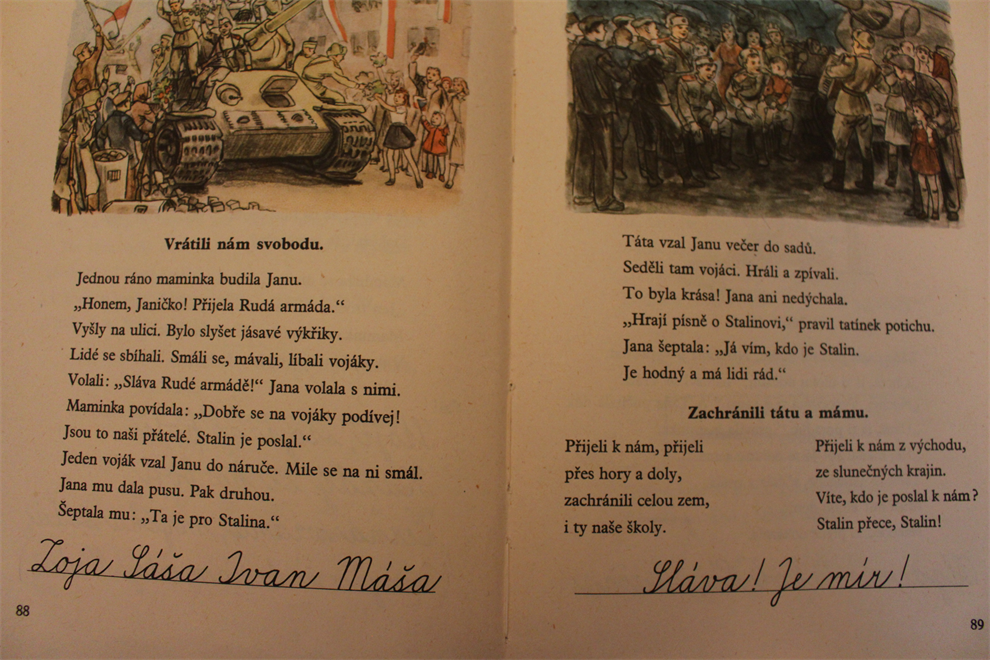 Vrátili nám svobodu.
Jednou ráno maminka budila Janu.
„Honem, Janičko! Přijela Rudá armáda.“
Vyšly na ulici. Bylo slyšet jásavé výkřiky.
Lidé se sbíhali. Smáli se, mávali, líbali vojáky.
Volali: „Sláva Rudé armádě!“ Jana volala s nimi.
Maminka povídala: „Dobře se na vojáky podívej!
Jsou to naši přátelé. Stalin je poslal.“
Jeden voják vzal Janu do náruče. Mile se na ni smál.
Jana mu dala pusu. Pak druhou.
Šeptala mu: „Ta je pro Stalina.“
Zoja Sáša Ivan Máša
88
Táta vzal Janu večer do sadů.
Seděli tam vojáci. Hráli a zpívali.
To byla krása! Jana ani nedýchala.
„Hrají písně o Stalinovi,“ pravil tatínek potichu.
Jana šeptala: „Já vím, kdo je Stalin.
Je hodný a má lidi rád.“
Zachránili tátu a mámu.
Přijeli k nám, přijeli
přes hory a doly,
zachránili celou zem,
i ty naše školy.
Přijeli k nám z východu,
ze slunečných krajin.
Víte, kdo je poslal k nám?
Stalin přece, Stalin!
Sláva! Je mír!
89